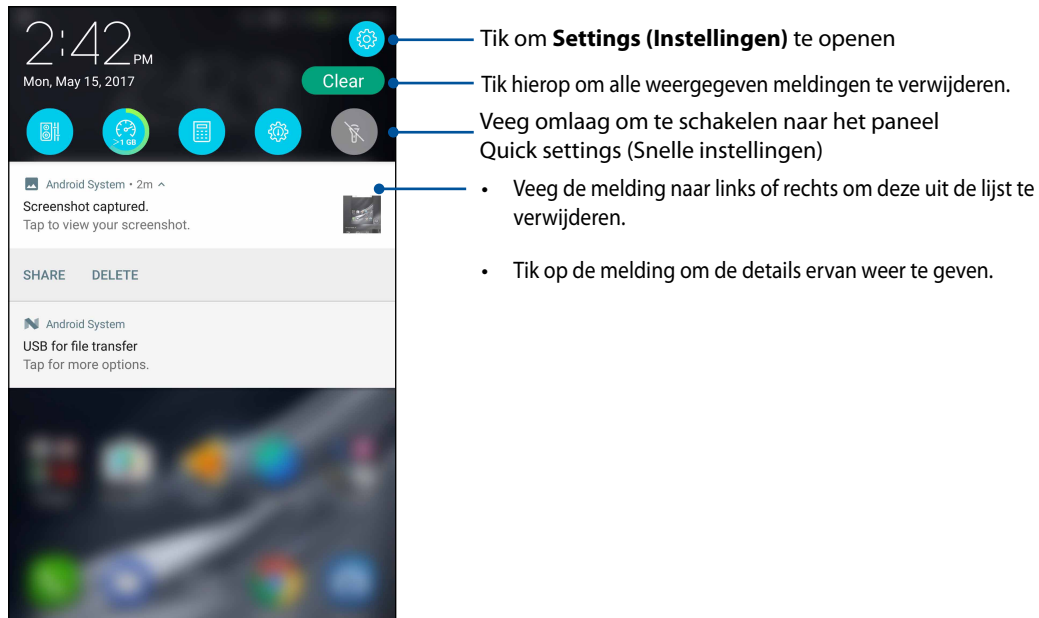 2:42 PM
Mon, May 15, 2017
Clear
>1 GB
Android System • 2m
Screenshot captured.
Tap to view your screenshot.
SHARE DELETE
Android System
USB for file transfer
Tap for more options.
Tik om Settings (Instellingen) te openen
Tik hierop om alle weergegeven meldingen te verwijderen.
Veeg omlaag om te schakelen naar het paneel
Quick settings (Snelle instellingen)
• Veeg de melding naar links of rechts om deze uit de lijst te
verwijderen.
• Tik op de melding om de details ervan weer te geven.